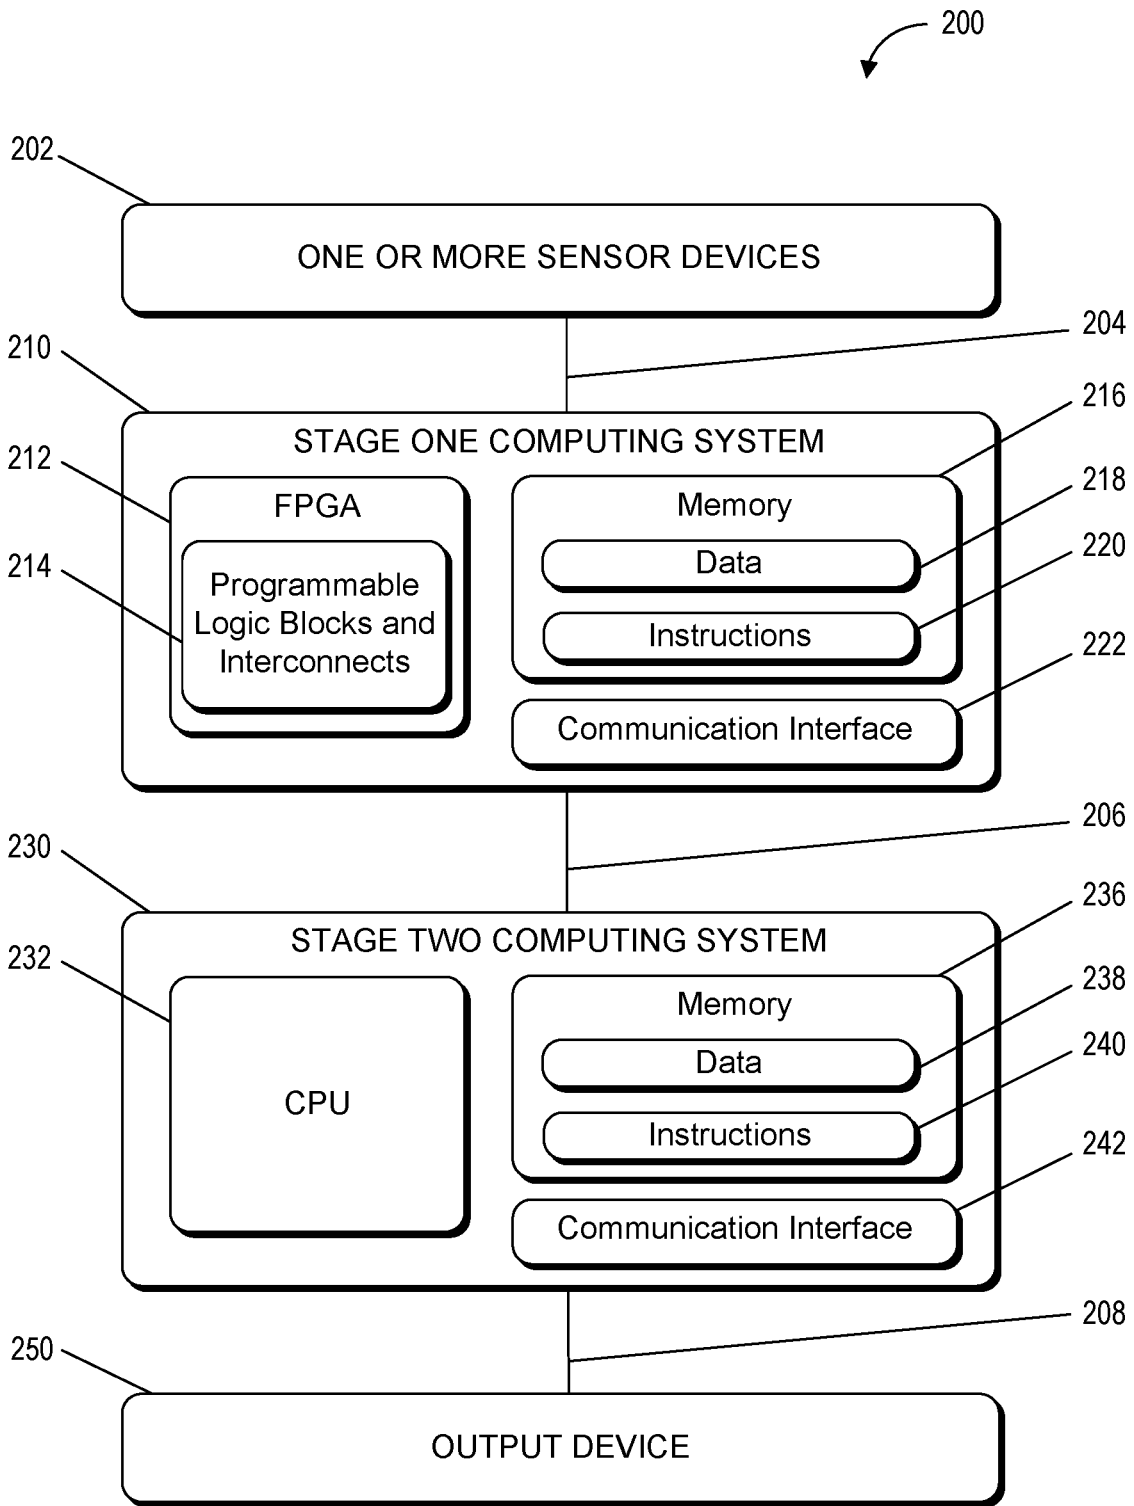 200
202
ONE OR MORE SENSOR DEVICES
204
210
STAGE ONE COMPUTING SYSTEM
216
212
FPGA
Memory
218
214
Programmable
Logic Blocks and
Interconnects
Data
220
Instructions
222
Communication Interface
206
230
STAGE TWO COMPUTING SYSTEM
236
232
CPU
Memory
238
Data
240
Instructions
242
Communication Interface
208
250
OUTPUT DEVICE